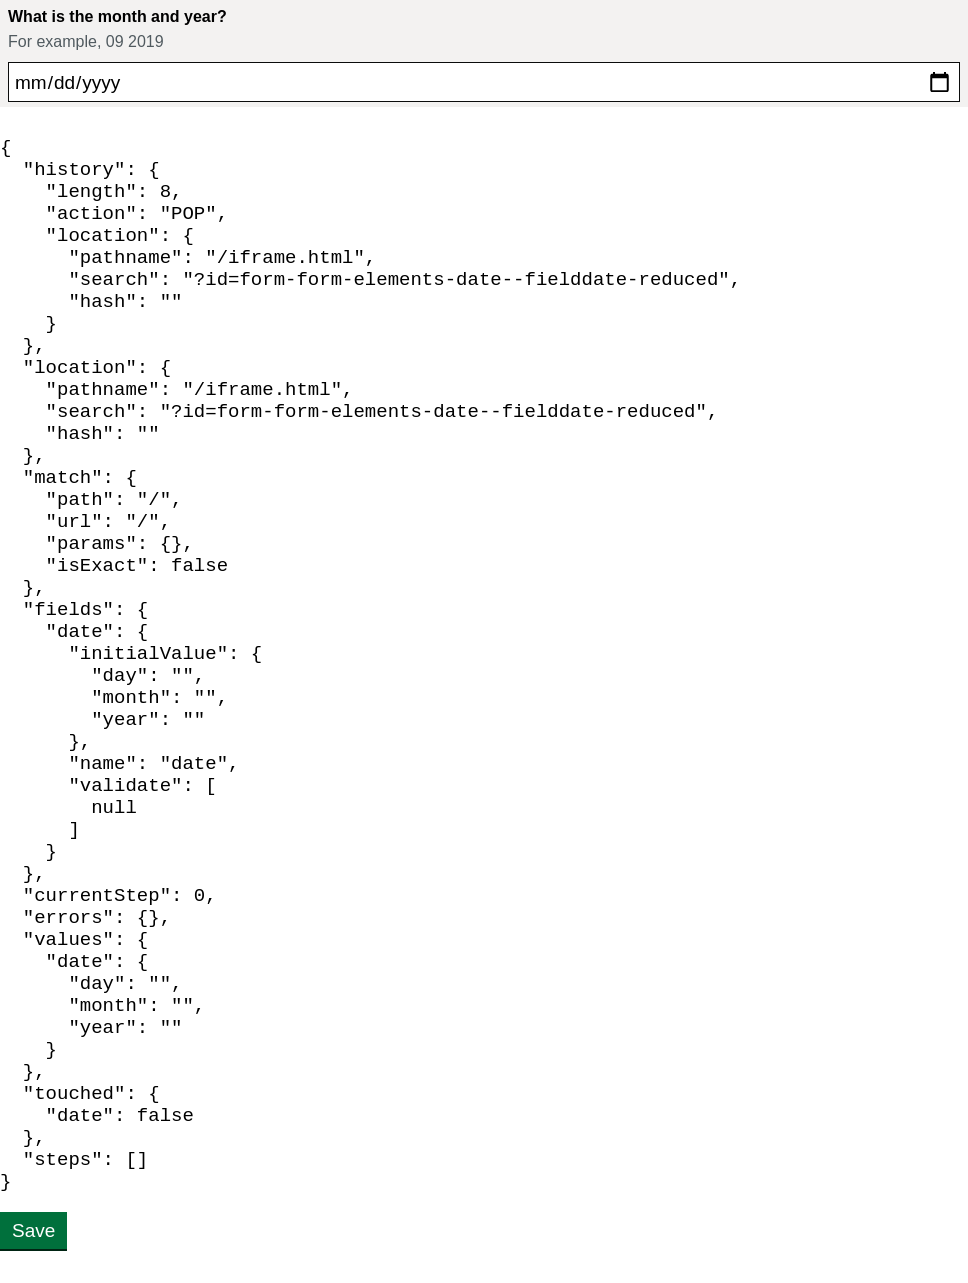 What is the month and year?
For example, 09 2019
mm/dd/yyyy
{
  "history": {
    "length": 8,
    "action": "POP",
    "location": {
      "pathname": "/iframe.html",
      "search": "?id=form-form-elements-date--fielddate-reduced",
      "hash": ""
    }
  },
  "location": {
    "pathname": "/iframe.html",
    "search": "?id=form-form-elements-date--fielddate-reduced",
    "hash": ""
  },
  "match": {
    "path": "/",
    "url": "/",
    "params": {},
    "isExact": false
  },
  "fields": {
    "date": {
      "initialValue": {
        "day": "",
        "month": "",
        "year": ""
      },
      "name": "date",
      "validate": [
        null
      ]
    }
  },
  "currentStep": 0,
  "errors": {},
  "values": {
    "date": {
      "day": "",
      "month": "",
      "year": ""
    }
  },
  "touched": {
    "date": false
  },
  "steps": []
}
Save